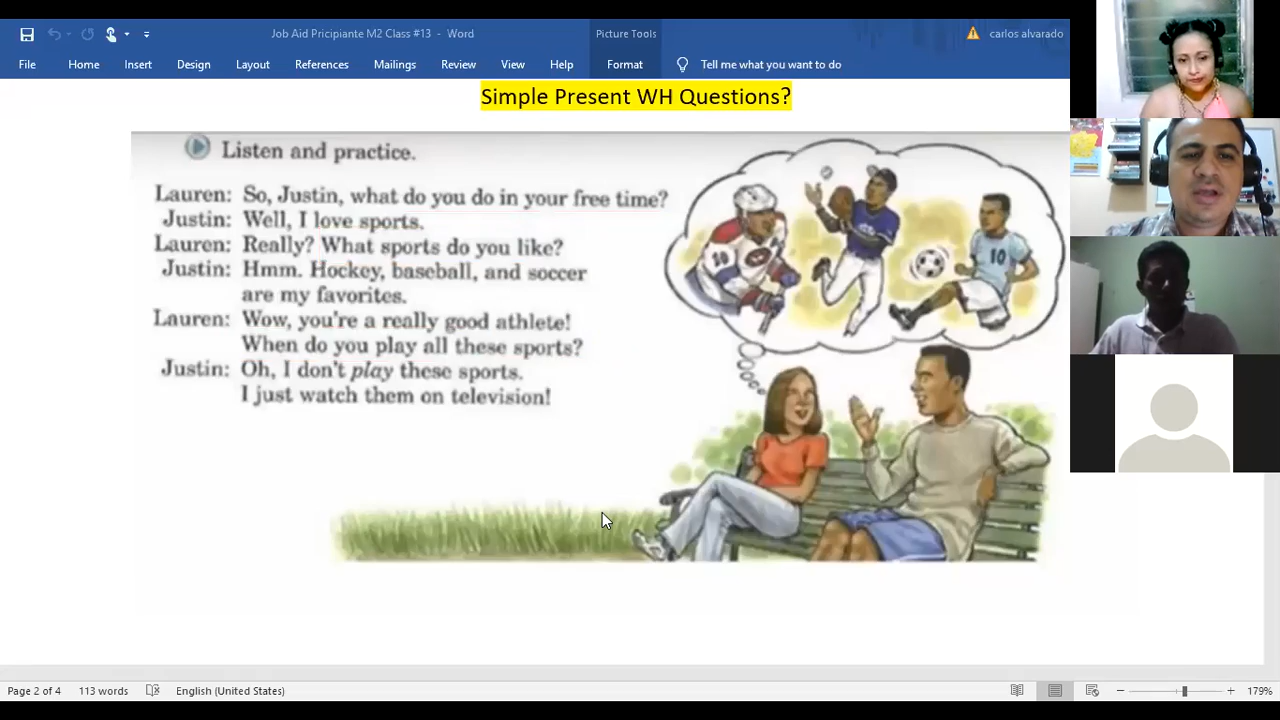 Job Aid Pricipiante M2 Class #13 - Word
Picture Tools
carlos alvarado
File Home Insert Design Layout References Mailings Review View Help Format Tell me what you want to do
Simple Present WH Questions?
Listen and practice.
Lauren: So, Justin, what do you do in your free time?
Justin: Well, I love sports.
Lauren: Really? What sports do you like?
Justin: Hmm. Hockey, baseball, and soccer
are my favorites.
Lauren: Wow, you're a really good athlete!
When do you play all these sports?
Justin: Oh, I don't play these sports.
I just watch them on television!
10
10
Page 2 of 4 113 words English (United States) 179%